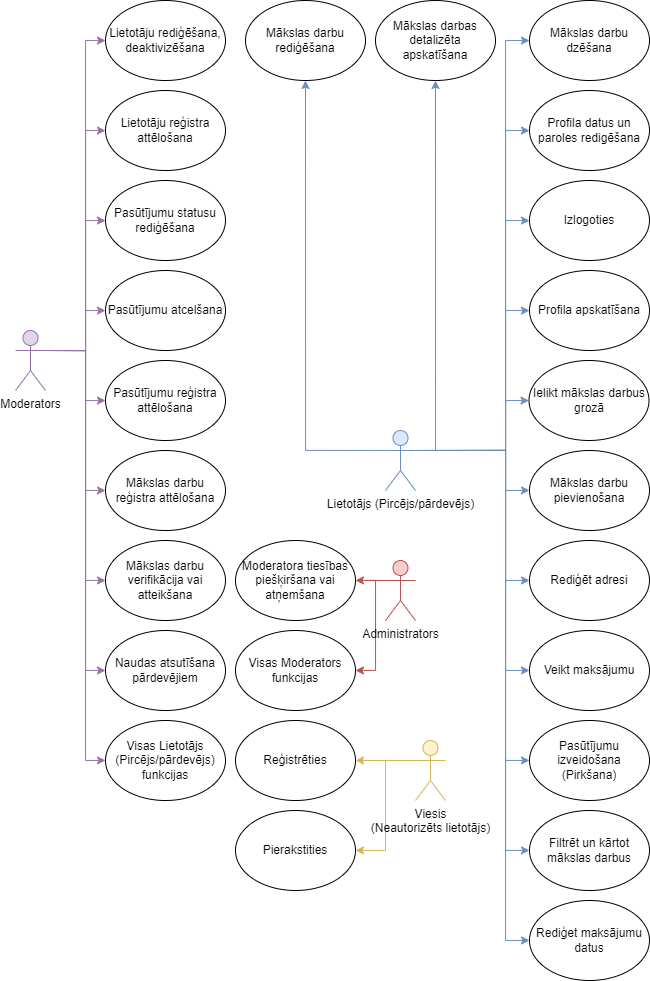 Lietotāju rediģēšana,
deaktivizēšana
Lietotāju reģistra
attēlošana
Pasūtījumu statusu
rediģēšana
Pasūtījumu atcelšana
Moderators
Pasūtījumu reģistra
attēlošana
Mākslas darbu
reģistra attēlošana
Mākslas darbu
verifikācija vai
atteikšana
Naudas atsutīšana
pārdevējiem
Visas Lietotājs
(Pircējs/pārdevējs)
funkcijas
Mākslas darbu
rediģēšana
Mākslas darbas
detalizēta
apskatīšana
Lietotājs (Pircējs/pārdevējs)
Moderatora tiesības
piešķiršana vai
atņemšana
Administrators
Visas Moderators
funkcijas
Reģistrēties
Viesis
(Neautorizēts lietotājs)
Pierakstities
Mākslas darbu
dzēšana
Profila datus un
paroles redigēšana
Izlogoties
Profila apskatīšana
Ielikt mākslas darbus
grozā
Mākslas darbu
pievienošana
Rediģēt adresi
Veikt maksājumu
Pasūtījumu
izveidošana
(Pirkšana)
Filtrēt un kārtot
mākslas darbus
Rediģet maksājumu
datus